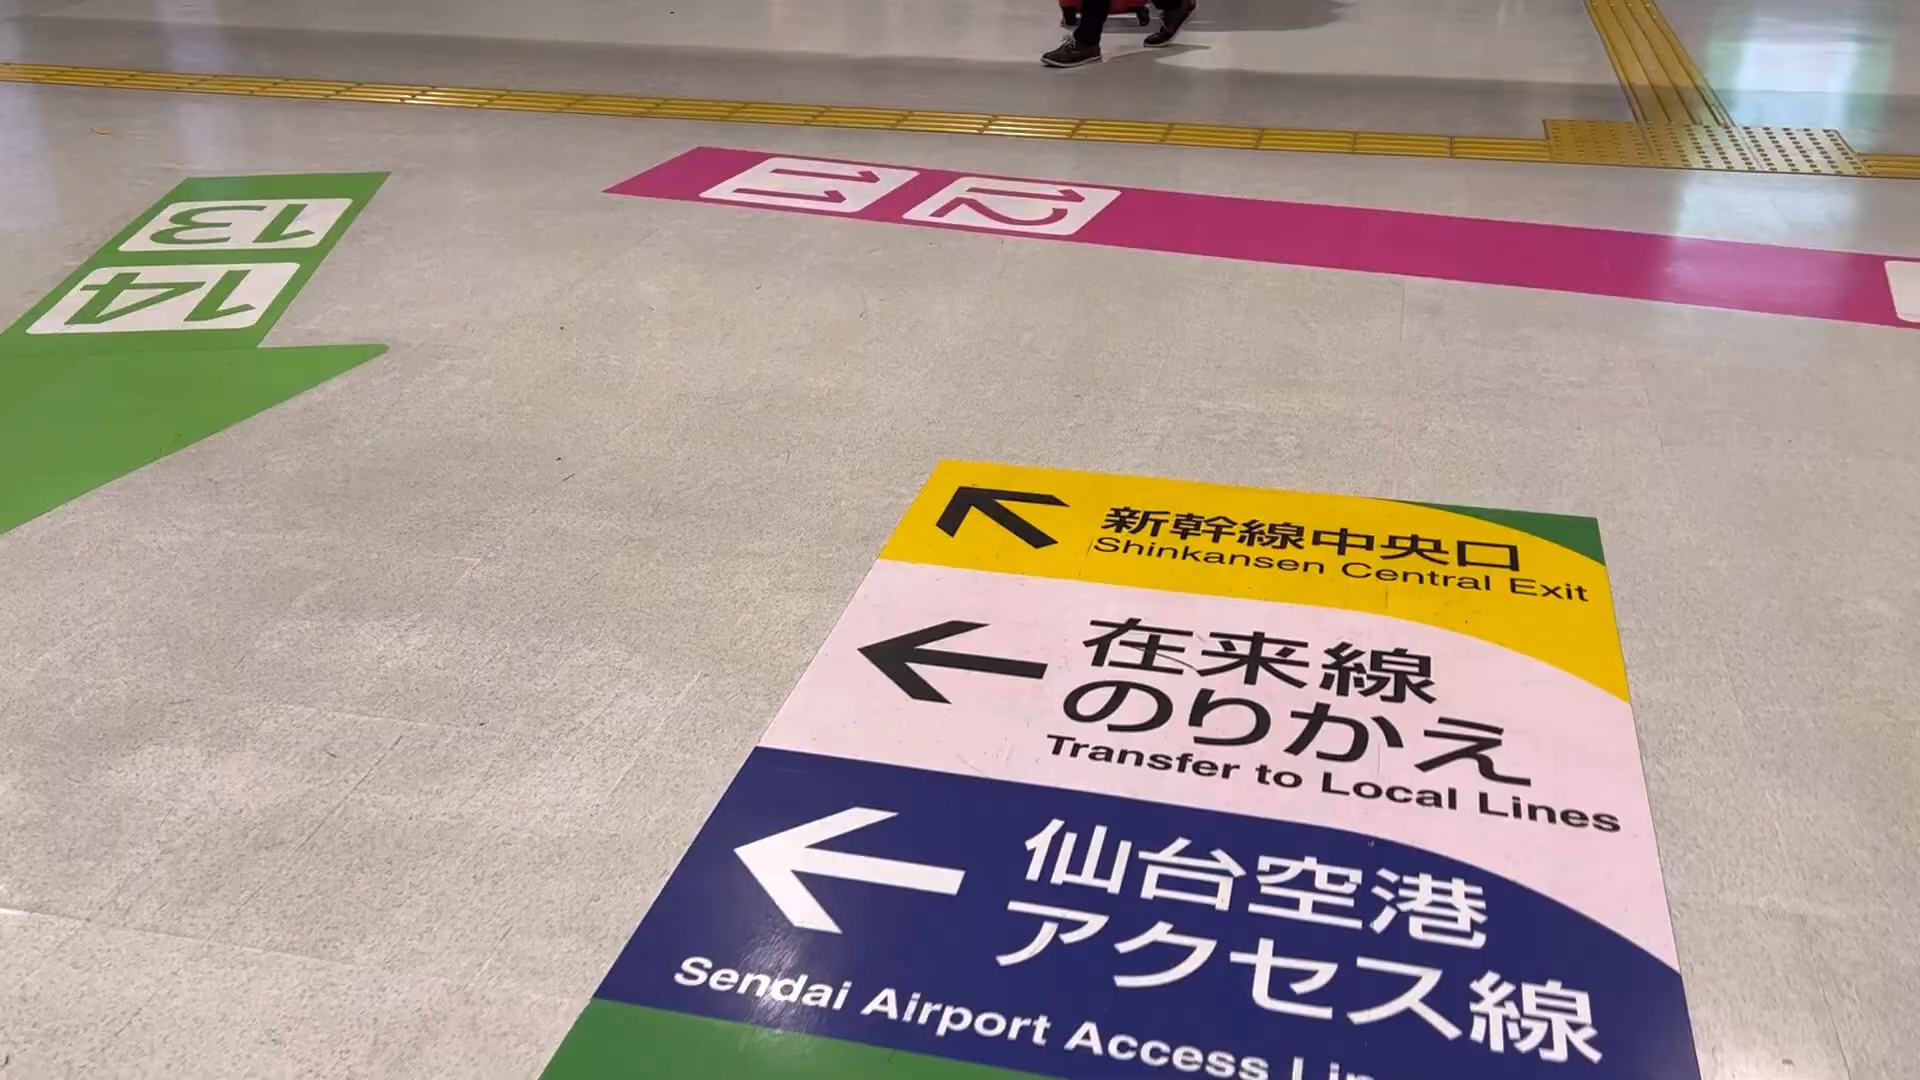 11 12
13
14
新幹線中央口
Shinkansen Central Exit
在来線
のりかえ
Transfer to Local Lines
仙台空港
アクセス線
Sendai Airport Access